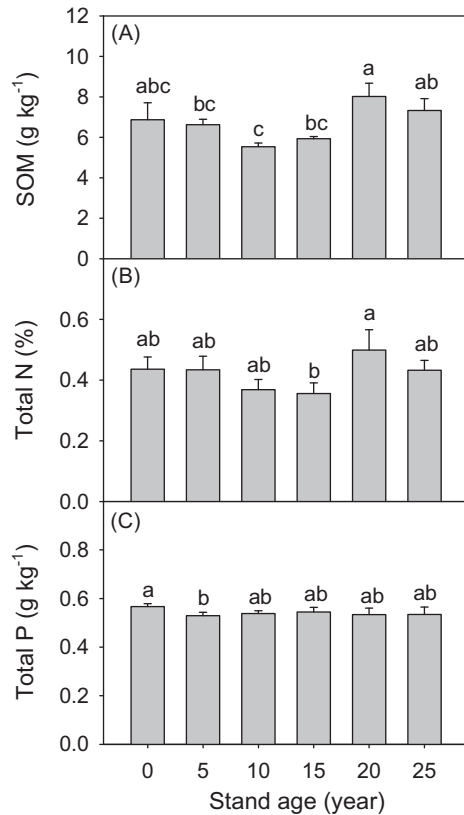 (A)
12
10
8
6
4
2
0
SOM (g kg⁻¹)
abc
bc
c
bc
a
ab
(B)
0.6
0.4
0.2
0.0
Total N (%)
ab
ab
ab
b
a
ab
(C)
0.8
0.6
0.4
0.2
0.0
Total P (g kg⁻¹)
a
b
ab
ab
ab
ab
0 5 10 15 20 25
Stand age (year)